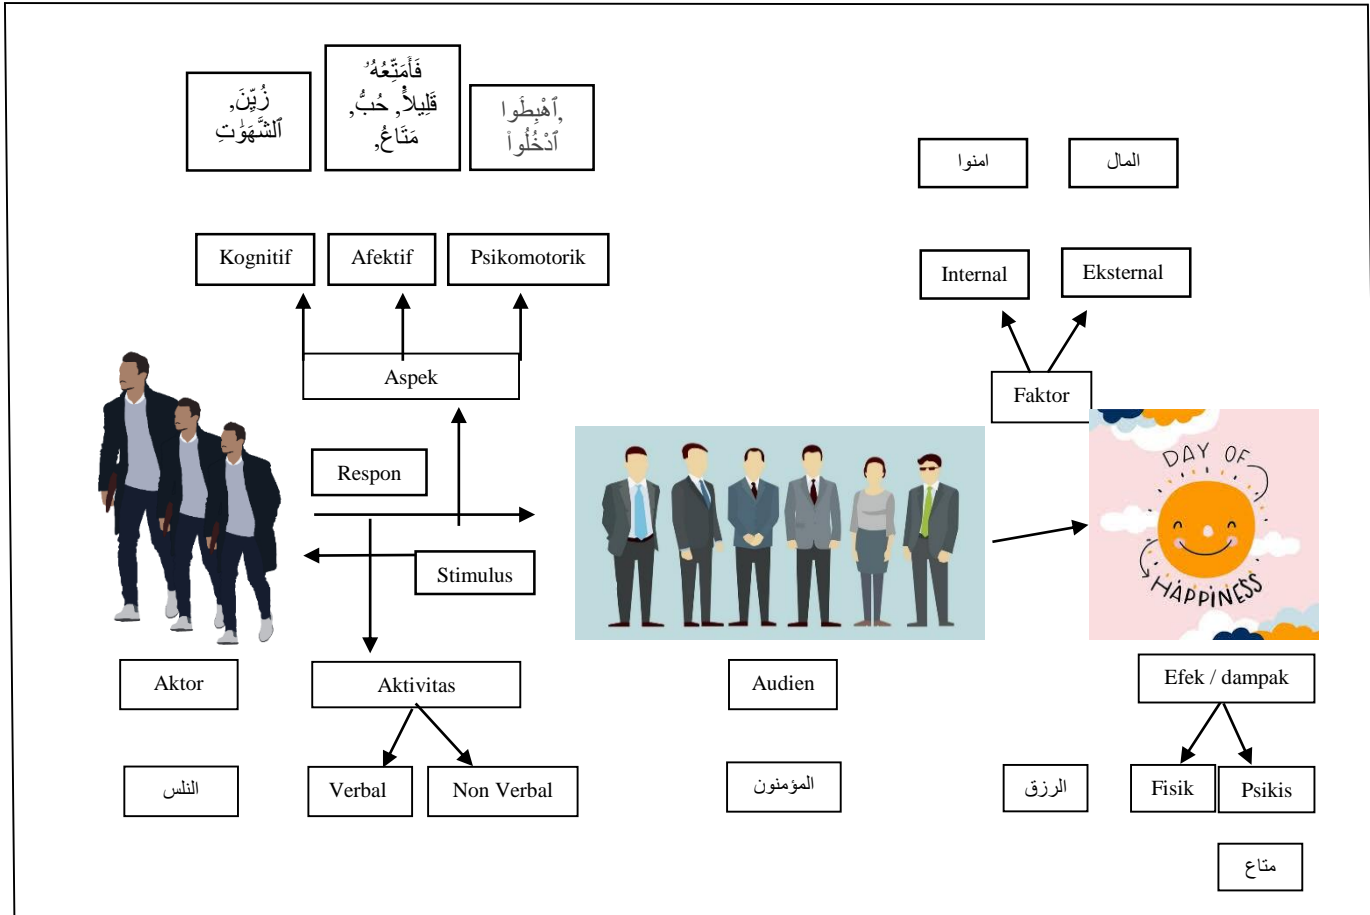 زُيِّنَ,
ٱلشَّهَوَٰتِ
فَأُمَتِّعُهُۥ
قَلِيلًا, حُبُّ,
مَتَاعُ,
ٱهْبِطُوا,
ٱدْخُلُوا۟
امنوا
المال
Kognitif
Afektif
Psikomotorik
Internal
Eksternal
Aspek
Faktor
Respon
Stimulus
DAY OF
HAPPINESS
Aktor
Aktivitas
Audien
Efek / dampak
النلس
Verbal
Non Verbal
المؤمنون
الرزق
Fisik
Psikis
متاع